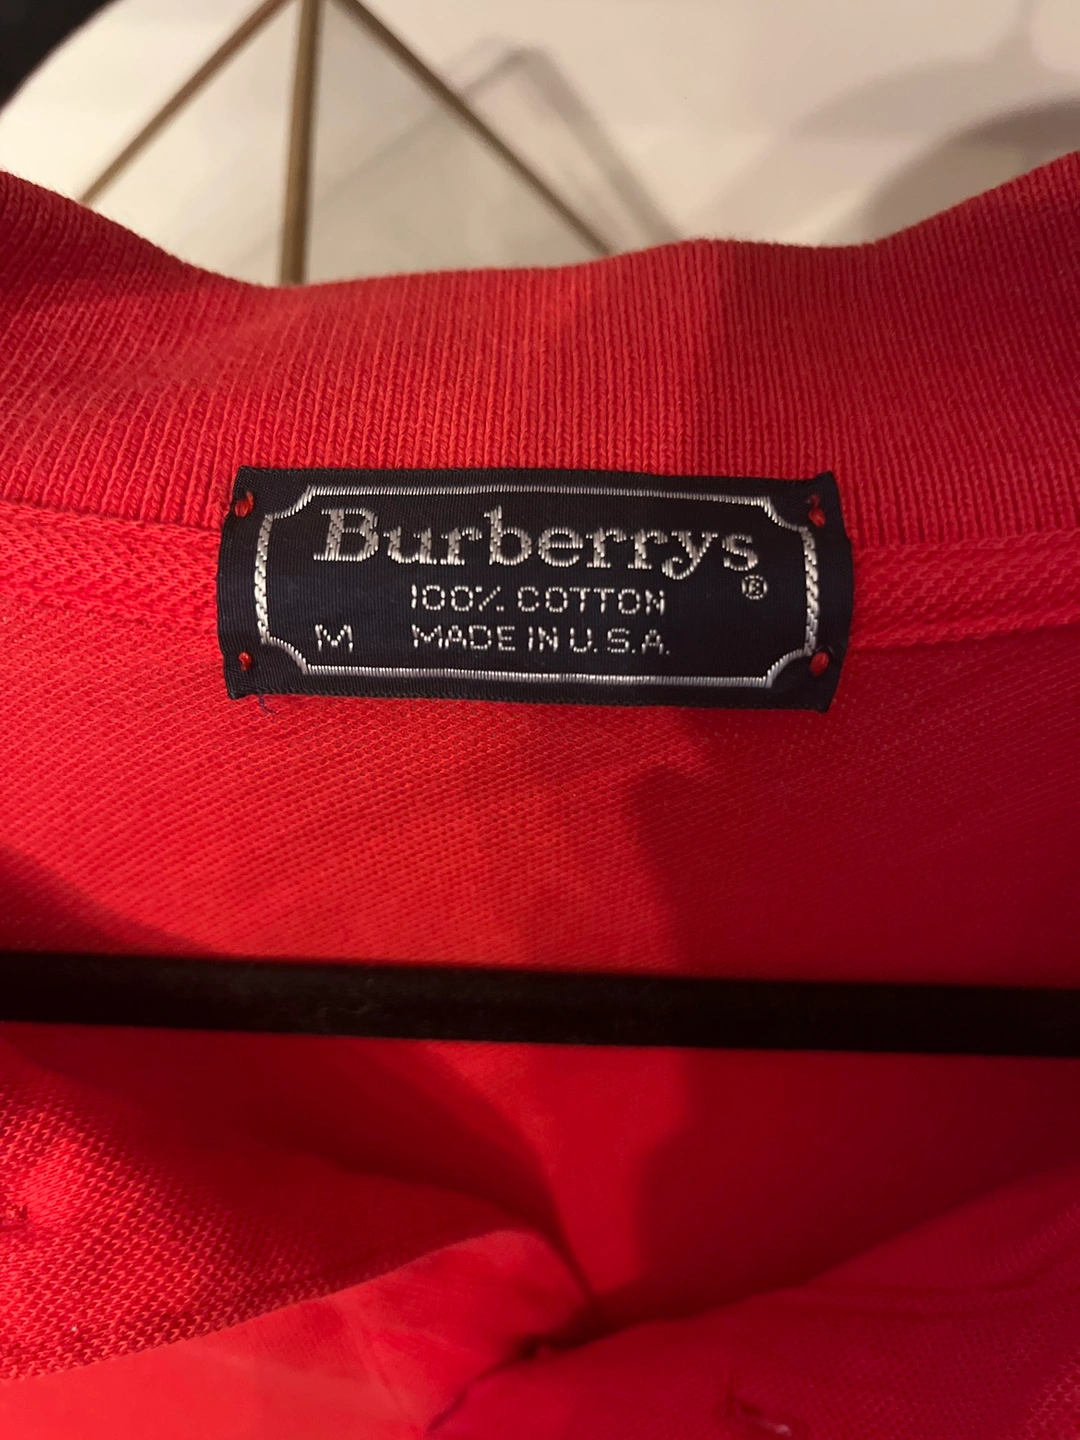 Burberrys®
100% COTTON
M MADE IN U.S.A.